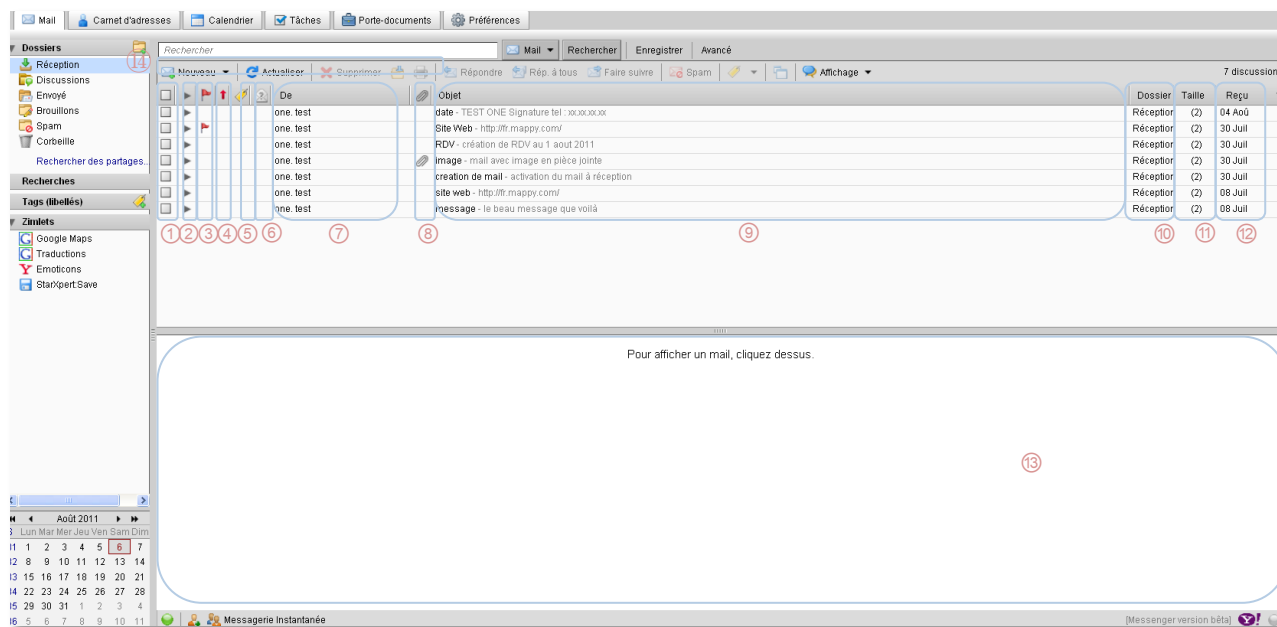 Mail Carnet d'adresses Calendrier Tâches Porte-documents Préférences
Dossiers
Réception
Discussions
Envoyé
Brouillons
Spam
Corbeille
Rechercher des partages...
Recherches
Tags (libellés)
Zimlets
Google Maps
Traductions
Emoticons
StarXpert:Save
⑭
Rechercher Mail Rechercher Enregistrer Avancé
Nouveau Actualiser Supprimer Répondre Rép. à tous Faire suivre Spam Affichage 7 discussion
De Objet Dossier Taille Reçu
one. test date - TEST ONE Signature tel : xx.xx.xx.xx Réception (2) 04 Aoû
one. test Site Web - http://fr.mappy.com/ Réception (2) 30 Juil
one. test RDV - création de RDV au 1 aout 2011 Réception (2) 30 Juil
one. test image - mail avec image en pièce jointe Réception (2) 30 Juil
one. test creation de mail - activation du mail à réception Réception (2) 30 Juil
one. test site web - http://fr.mappy.com/ Réception (2) 08 Juil
one. test message - le beau message que voilà Réception (2) 08 Juil
① ② ③ ④ ⑤ ⑥ ⑦ ⑧ ⑨ ⑩ ⑪ ⑫
Pour afficher un mail, cliquez dessus.
⑬
Août 2011
S Lun Mar Mer Jeu Ven Sam Dim
31 1 2 3 4 5 6 7
32 8 9 10 11 12 13 14
33 15 16 17 18 19 20 21
34 22 23 24 25 26 27 28
35 29 30 31 1 2 3 4
36 5 6 7 8 9 10 11
Messagerie Instantanée [Messenger version bêta] Y!